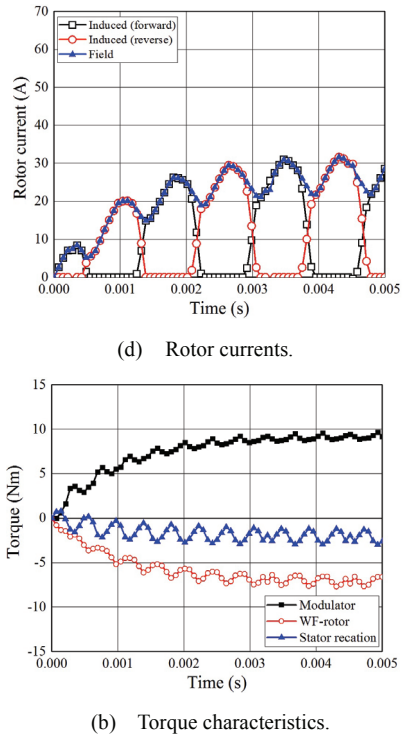 70
60
50
40
30
20
10
0
Rotor current (A)
Induced (forward)
Induced (reverse)
Field
0.000 0.001 0.002 0.003 0.004 0.005
Time (s)
(d) Rotor currents.
15
10
5
0
-5
-10
-15
Torque (Nm)
Modulator
WF-rotor
Stator recation
0.000 0.001 0.002 0.003 0.004 0.005
Time (s)
(b) Torque characteristics.